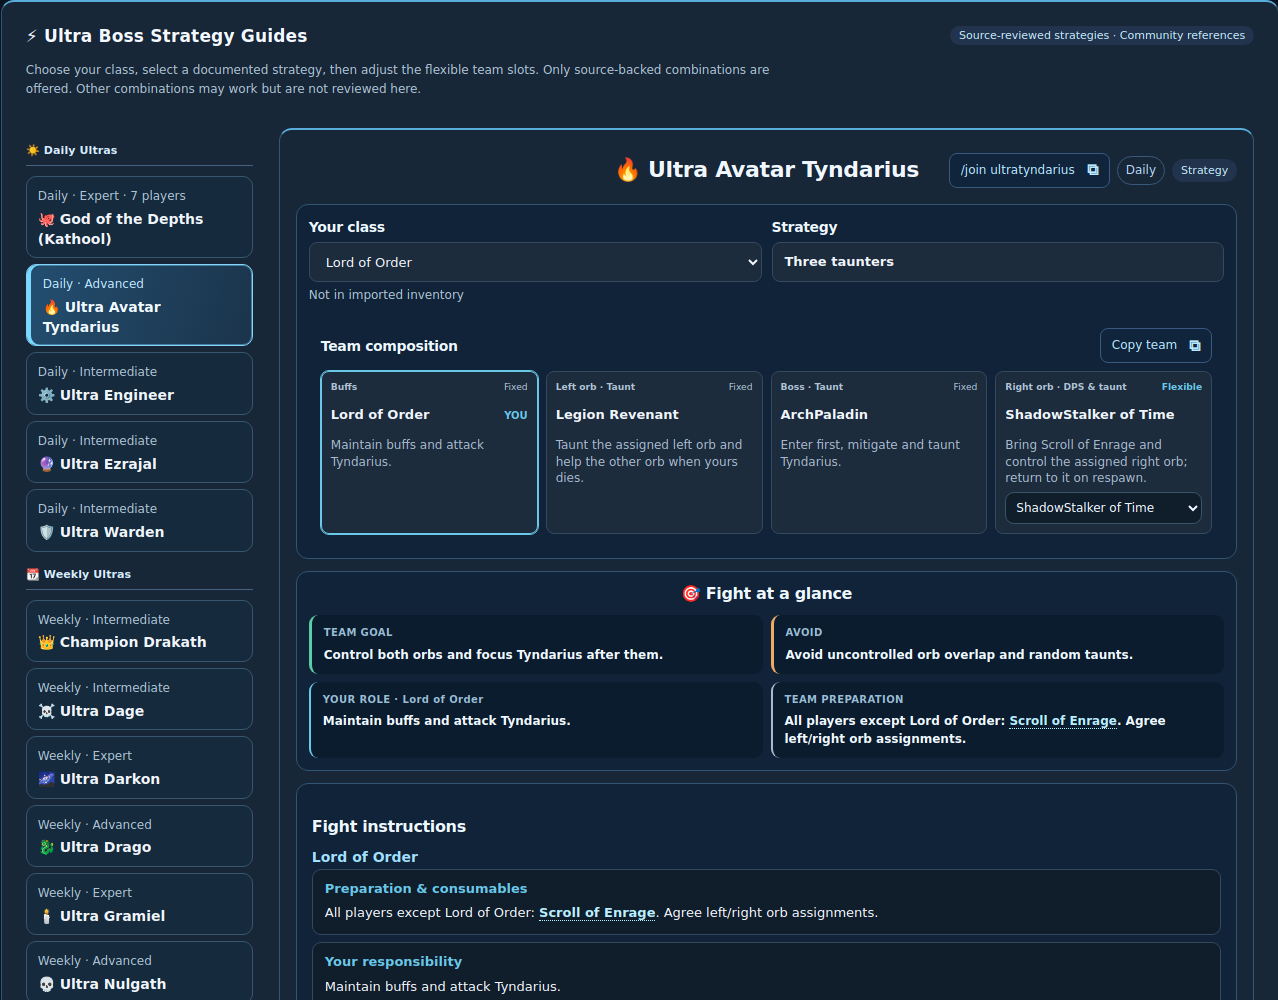 ⚡ Ultra Boss Strategy Guides
Source-reviewed strategies · Community references
Choose your class, select a documented strategy, then adjust the flexible team slots. Only source-backed combinations are
offered. Other combinations may work but are not reviewed here.
☀️ Daily Ultras
Daily · Expert · 7 players
🐙 God of the Depths
(Kathool)
Daily · Advanced
🔥 Ultra Avatar
Tyndarius
Daily · Intermediate
⚙️ Ultra Engineer
Daily · Intermediate
🔮 Ultra Ezrajal
Daily · Intermediate
🛡️ Ultra Warden
📆 Weekly Ultras
Weekly · Intermediate
👑 Champion Drakath
Weekly · Intermediate
☠️ Ultra Dage
Weekly · Expert
🌌 Ultra Darkon
Weekly · Advanced
🐉 Ultra Drago
Weekly · Expert
🕯️ Ultra Gramiel
Weekly · Advanced
💀 Ultra Nulgath
🔥 Ultra Avatar Tyndarius
/join ultratyndarius ⧉
Daily
Strategy
Your class
Lord of Order
Not in imported inventory
Strategy
Three taunters
Team composition
Copy team ⧉
Buffs Fixed
Lord of Order YOU
Maintain buffs and attack
Tyndarius.
Left orb · Taunt Fixed
Legion Revenant
Taunt the assigned left orb and
help the other orb when yours
dies.
Boss · Taunt Fixed
ArchPaladin
Enter first, mitigate and taunt
Tyndarius.
Right orb · DPS & taunt Flexible
ShadowStalker of Time
Bring Scroll of Enrage and
control the assigned right orb;
return to it on respawn.
ShadowStalker of Time
🎯 Fight at a glance
TEAM GOAL
Control both orbs and focus Tyndarius after them.
AVOID
Avoid uncontrolled orb overlap and random taunts.
YOUR ROLE · Lord of Order
Maintain buffs and attack Tyndarius.
TEAM PREPARATION
All players except Lord of Order: Scroll of Enrage. Agree
left/right orb assignments.
Fight instructions
Lord of Order
Preparation & consumables
All players except Lord of Order: Scroll of Enrage. Agree left/right orb assignments.
Your responsibility
Maintain buffs and attack Tyndarius.